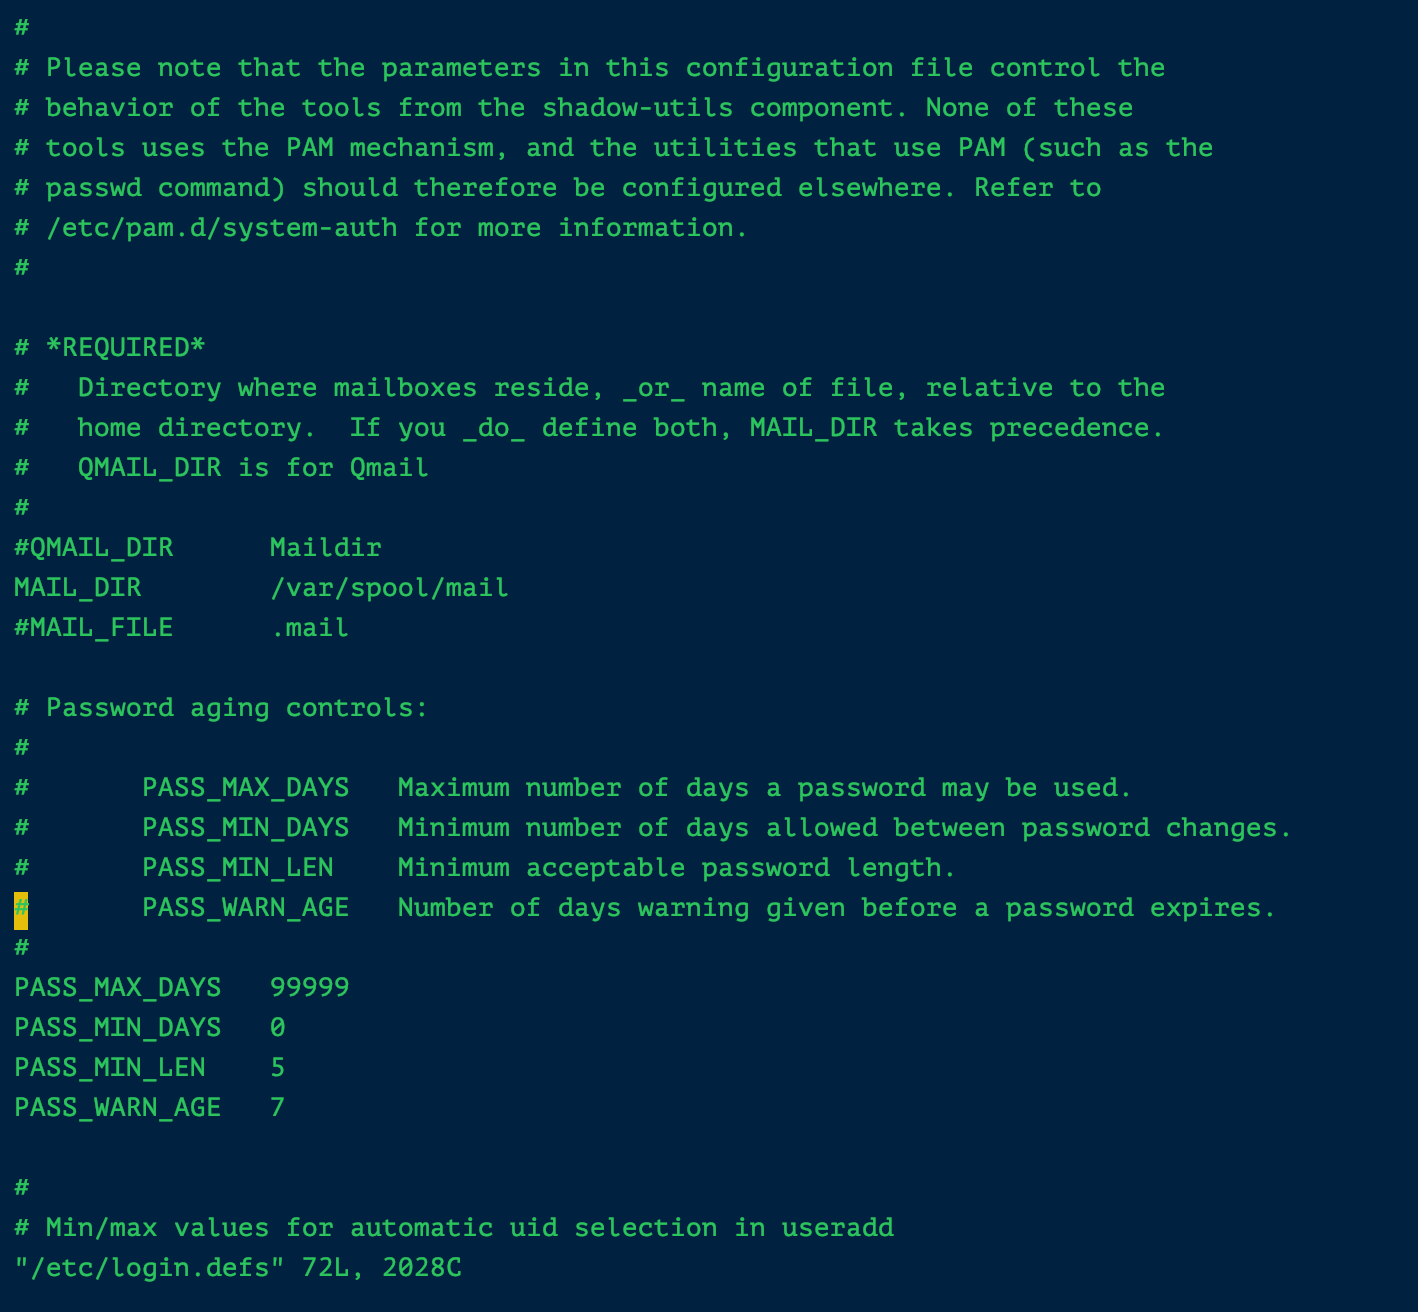 #
# Please note that the parameters in this configuration file control the
# behavior of the tools from the shadow-utils component. None of these
# tools uses the PAM mechanism, and the utilities that use PAM (such as the
# passwd command) should therefore be configured elsewhere. Refer to
# /etc/pam.d/system-auth for more information.
#

# *REQUIRED*
#   Directory where mailboxes reside, _or_ name of file, relative to the
#   home directory.  If you _do_ define both, MAIL_DIR takes precedence.
#   QMAIL_DIR is for Qmail
#
#QMAIL_DIR      Maildir
MAIL_DIR        /var/spool/mail
#MAIL_FILE      .mail

# Password aging controls:
#
#       PASS_MAX_DAYS   Maximum number of days a password may be used.
#       PASS_MIN_DAYS   Minimum number of days allowed between password changes.
#       PASS_MIN_LEN    Minimum acceptable password length.
#       PASS_WARN_AGE   Number of days warning given before a password expires.
#
PASS_MAX_DAYS   99999
PASS_MIN_DAYS   0
PASS_MIN_LEN    5
PASS_WARN_AGE   7

#
# Min/max values for automatic uid selection in useradd
"/etc/login.defs" 72L, 2028C